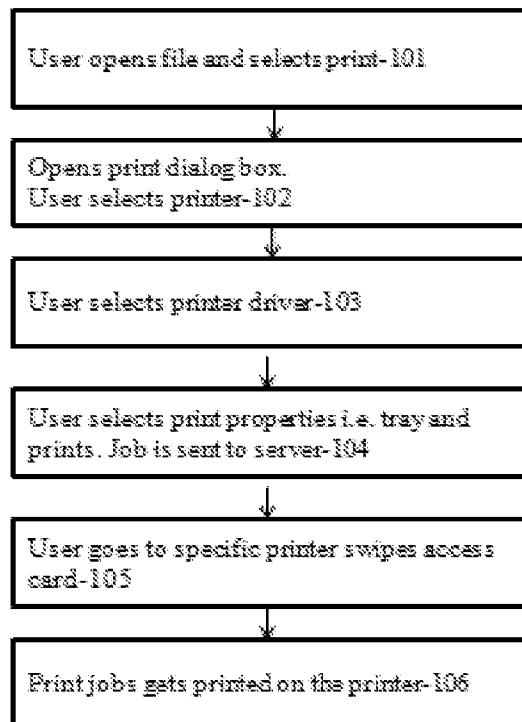 User opens file and selects print-101
Opens print dialog box.
User selects printer-102
User selects printer driver-103
User selects print properties i.e. tray and
prints. Job is sent to server-104
User goes to specific printer swipes access
card-105
Print jobs gets printed on the printer-106